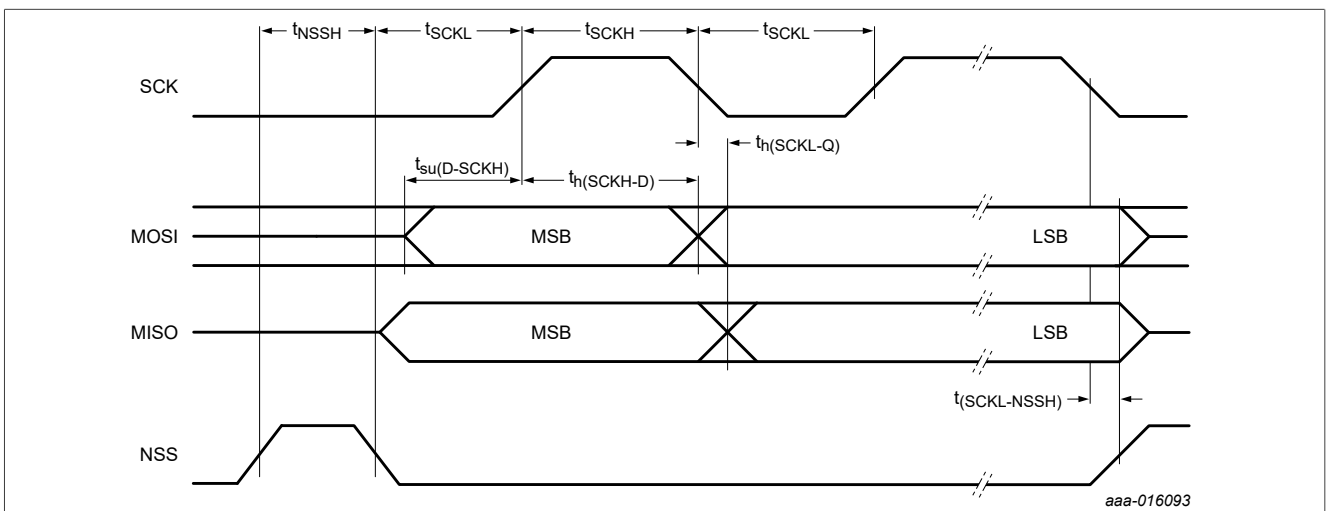 tNSSH tSCKL tSCKH tSCKL
SCK
th(SCKL-Q)
tsu(D-SCKH) th(SCKH-D)
MOSI MSB LSB
MISO MSB LSB
t(SCKL-NSSH)
NSS
aaa-016093